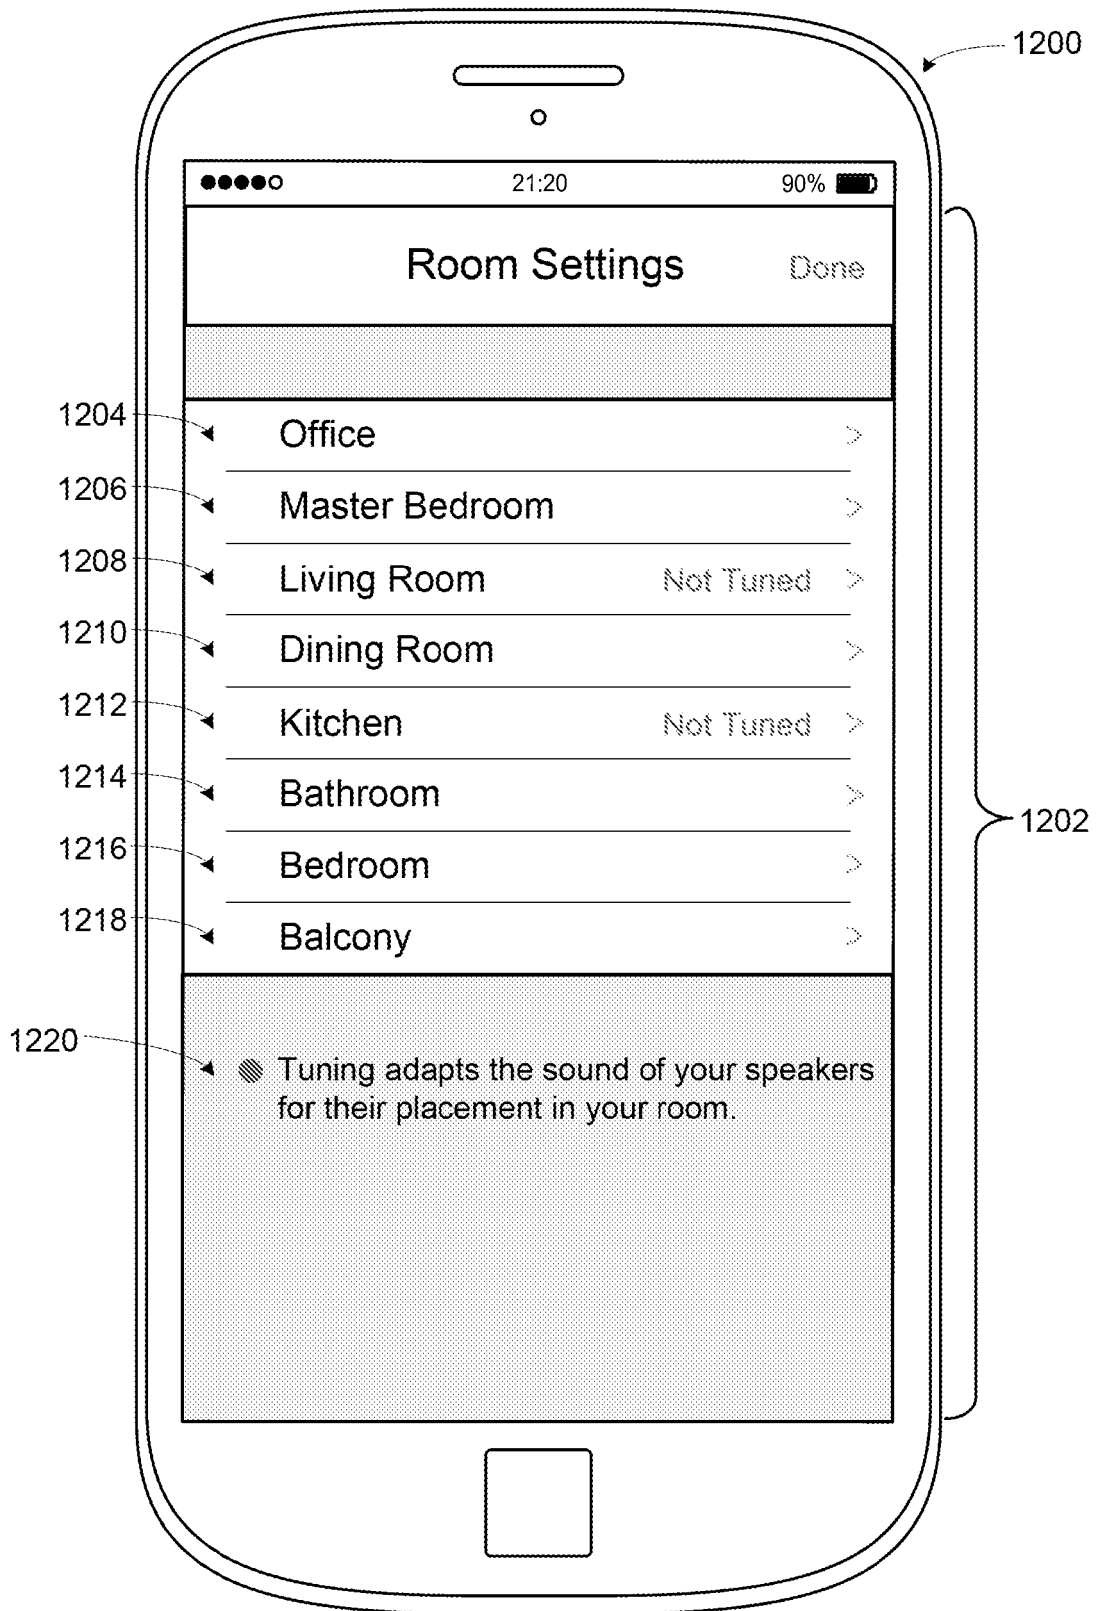 1200
21:20 90%
Room Settings Done
1204 Office >
1206 Master Bedroom >
1208 Living Room Not Tuned >
1210 Dining Room >
1212 Kitchen Not Tuned >
1214 Bathroom >
1202
1216 Bedroom >
1218 Balcony >
1220 Tuning adapts the sound of your speakers
for their placement in your room.